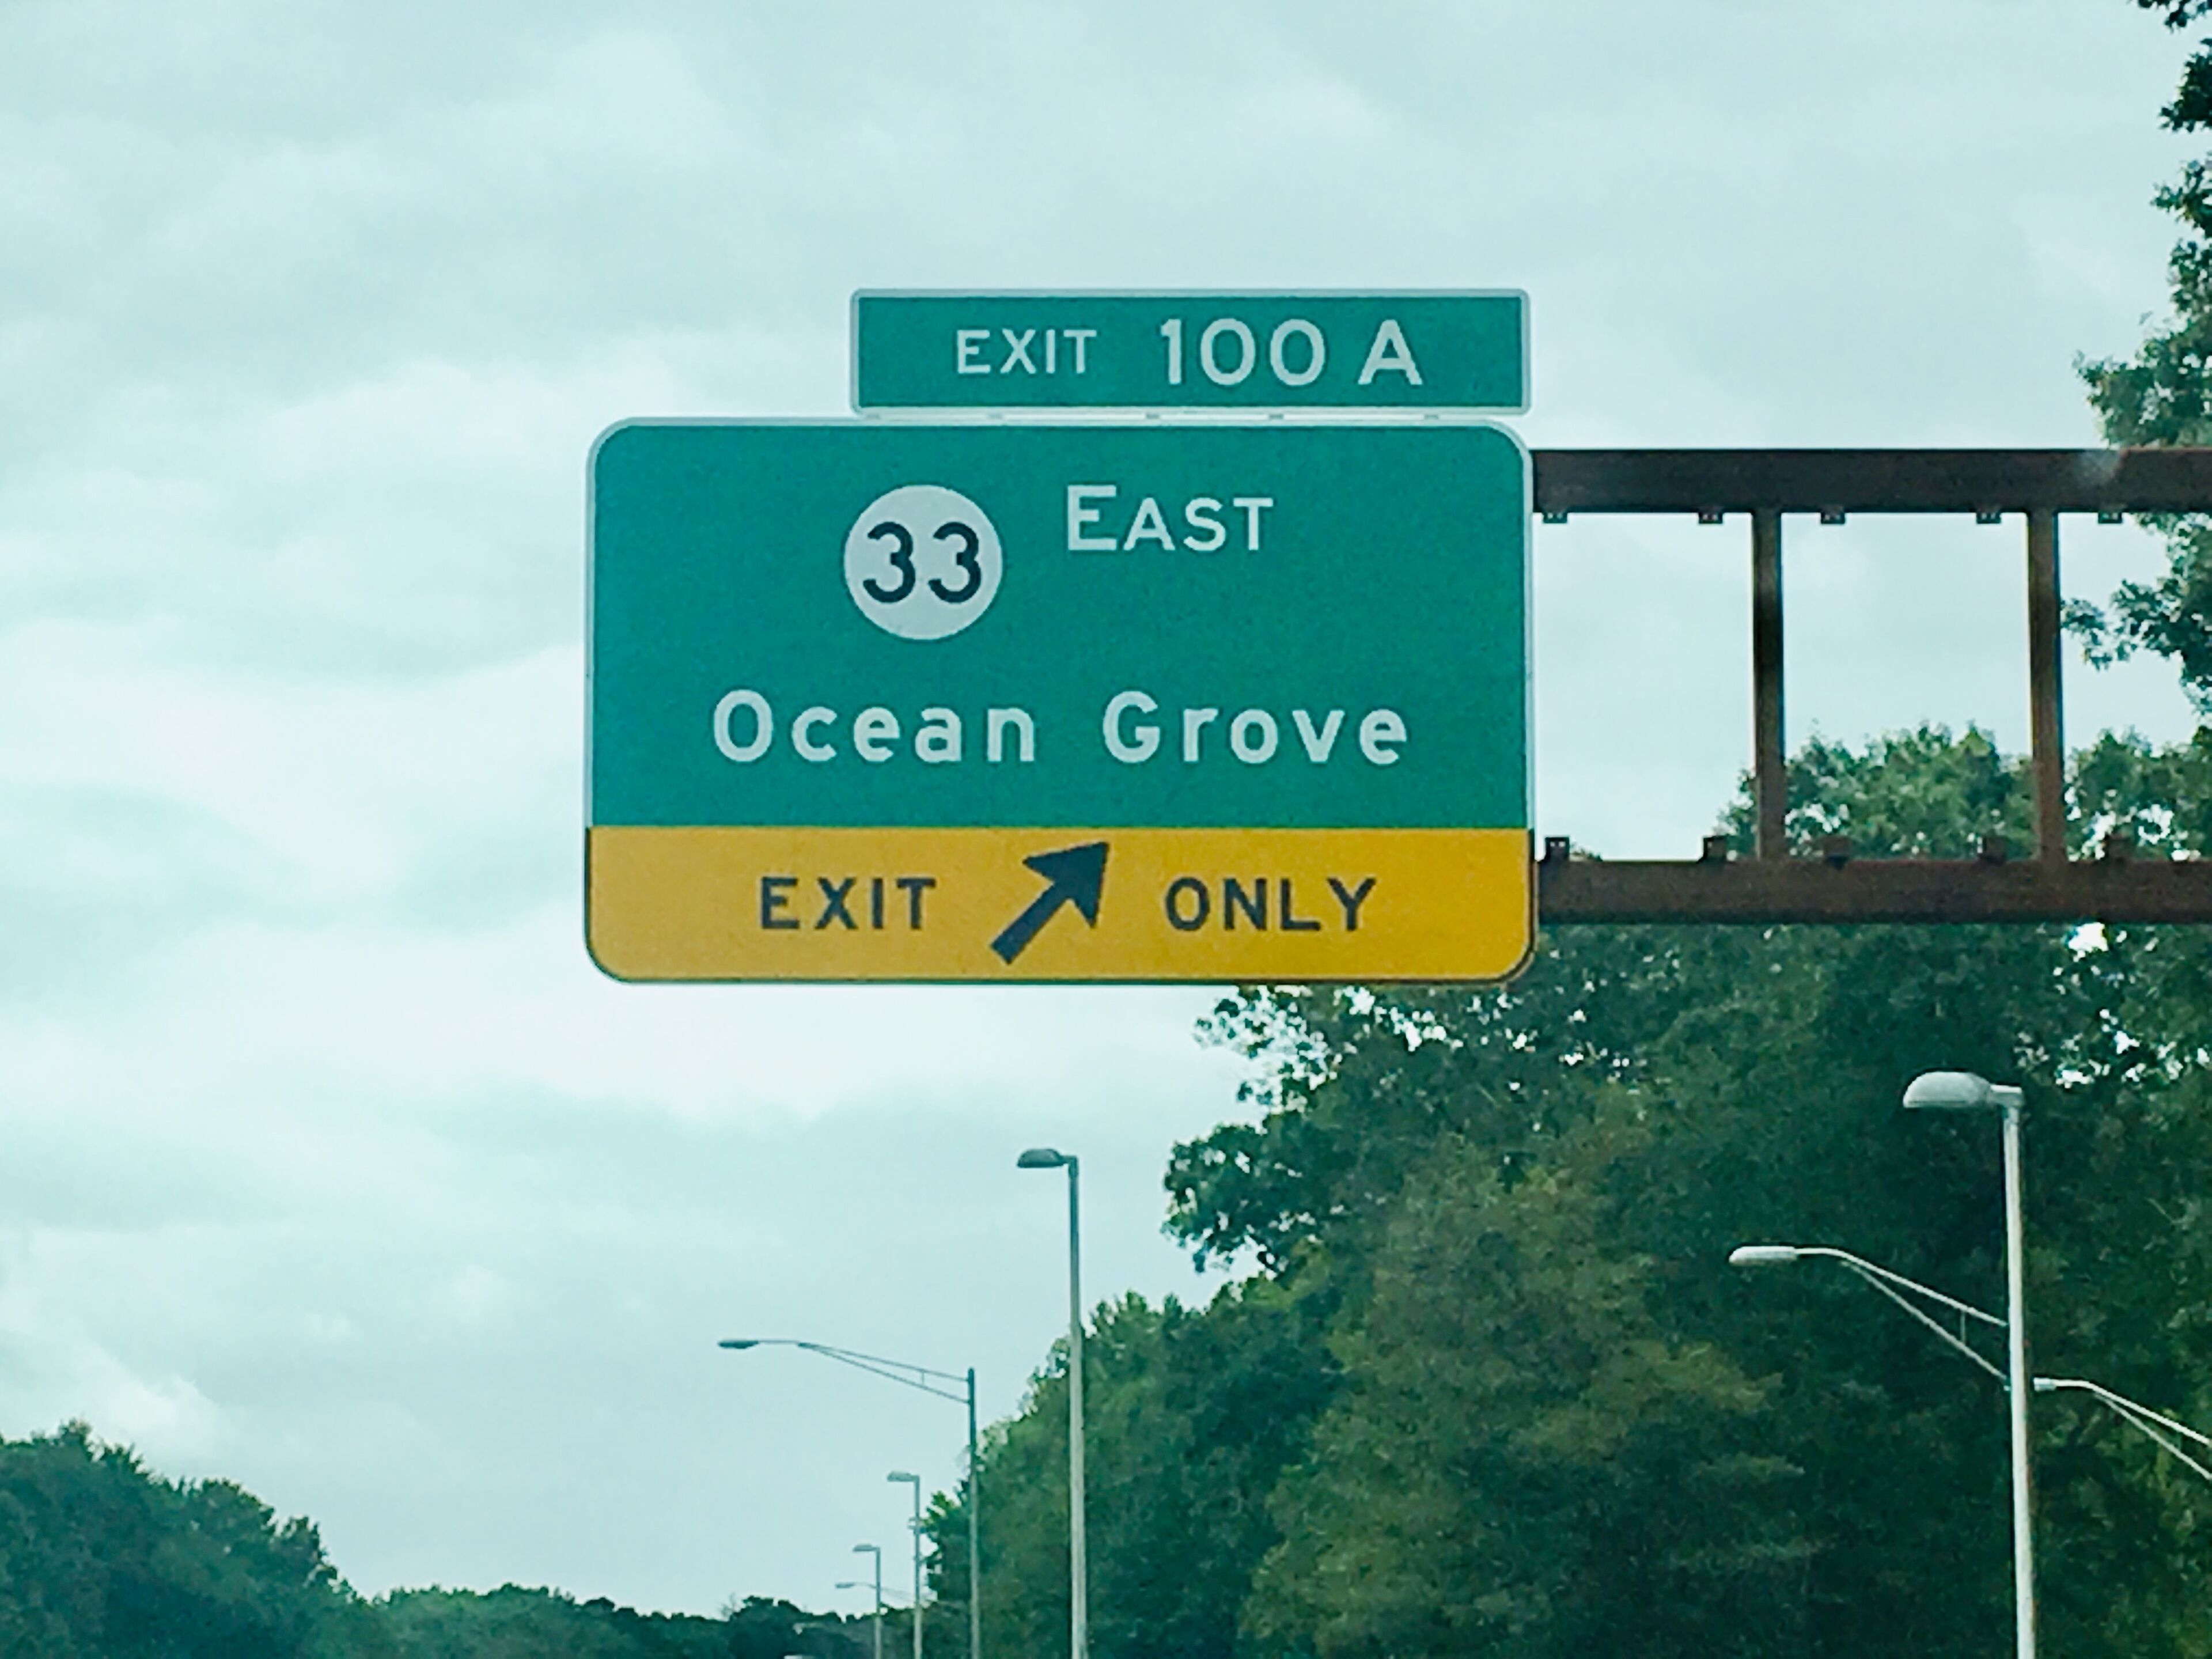 EXIT 100 A
33 EAST
Ocean Grove
EXIT ONLY